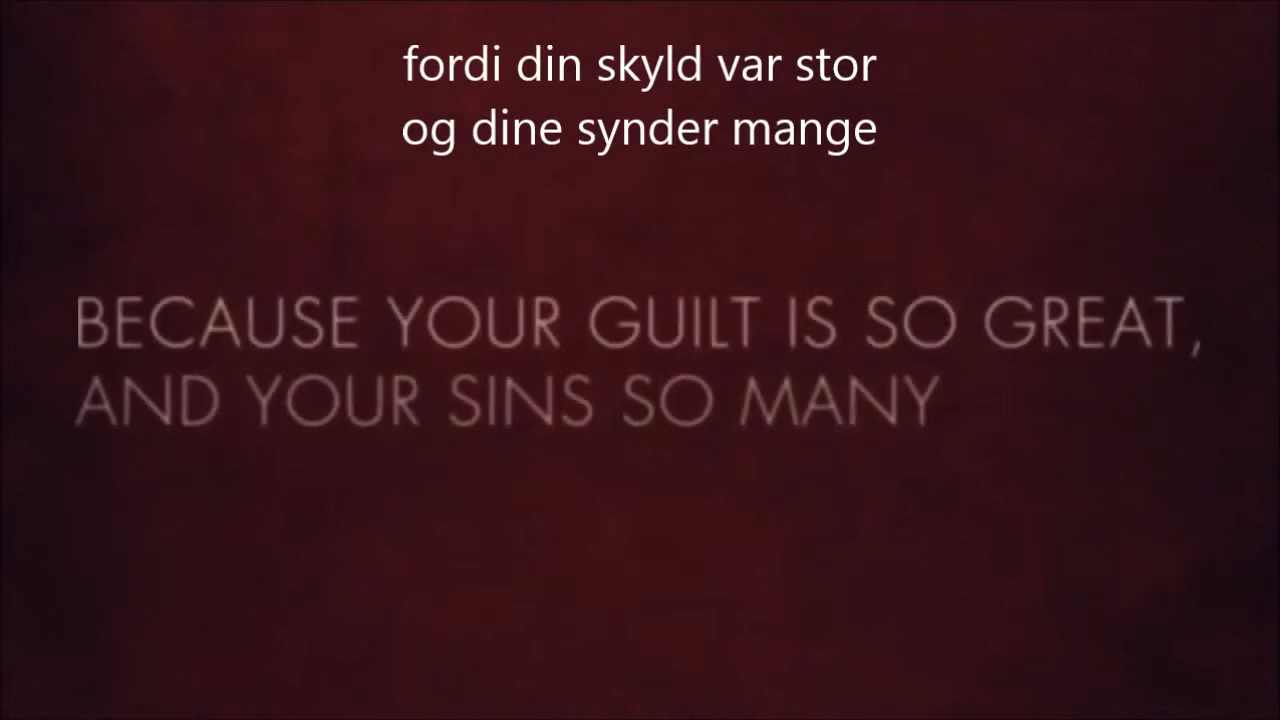 fordi din skyld var stor
og dine synder mange
BECAUSE YOUR GUILT IS SO GREAT,
AND YOUR SINS SO MANY